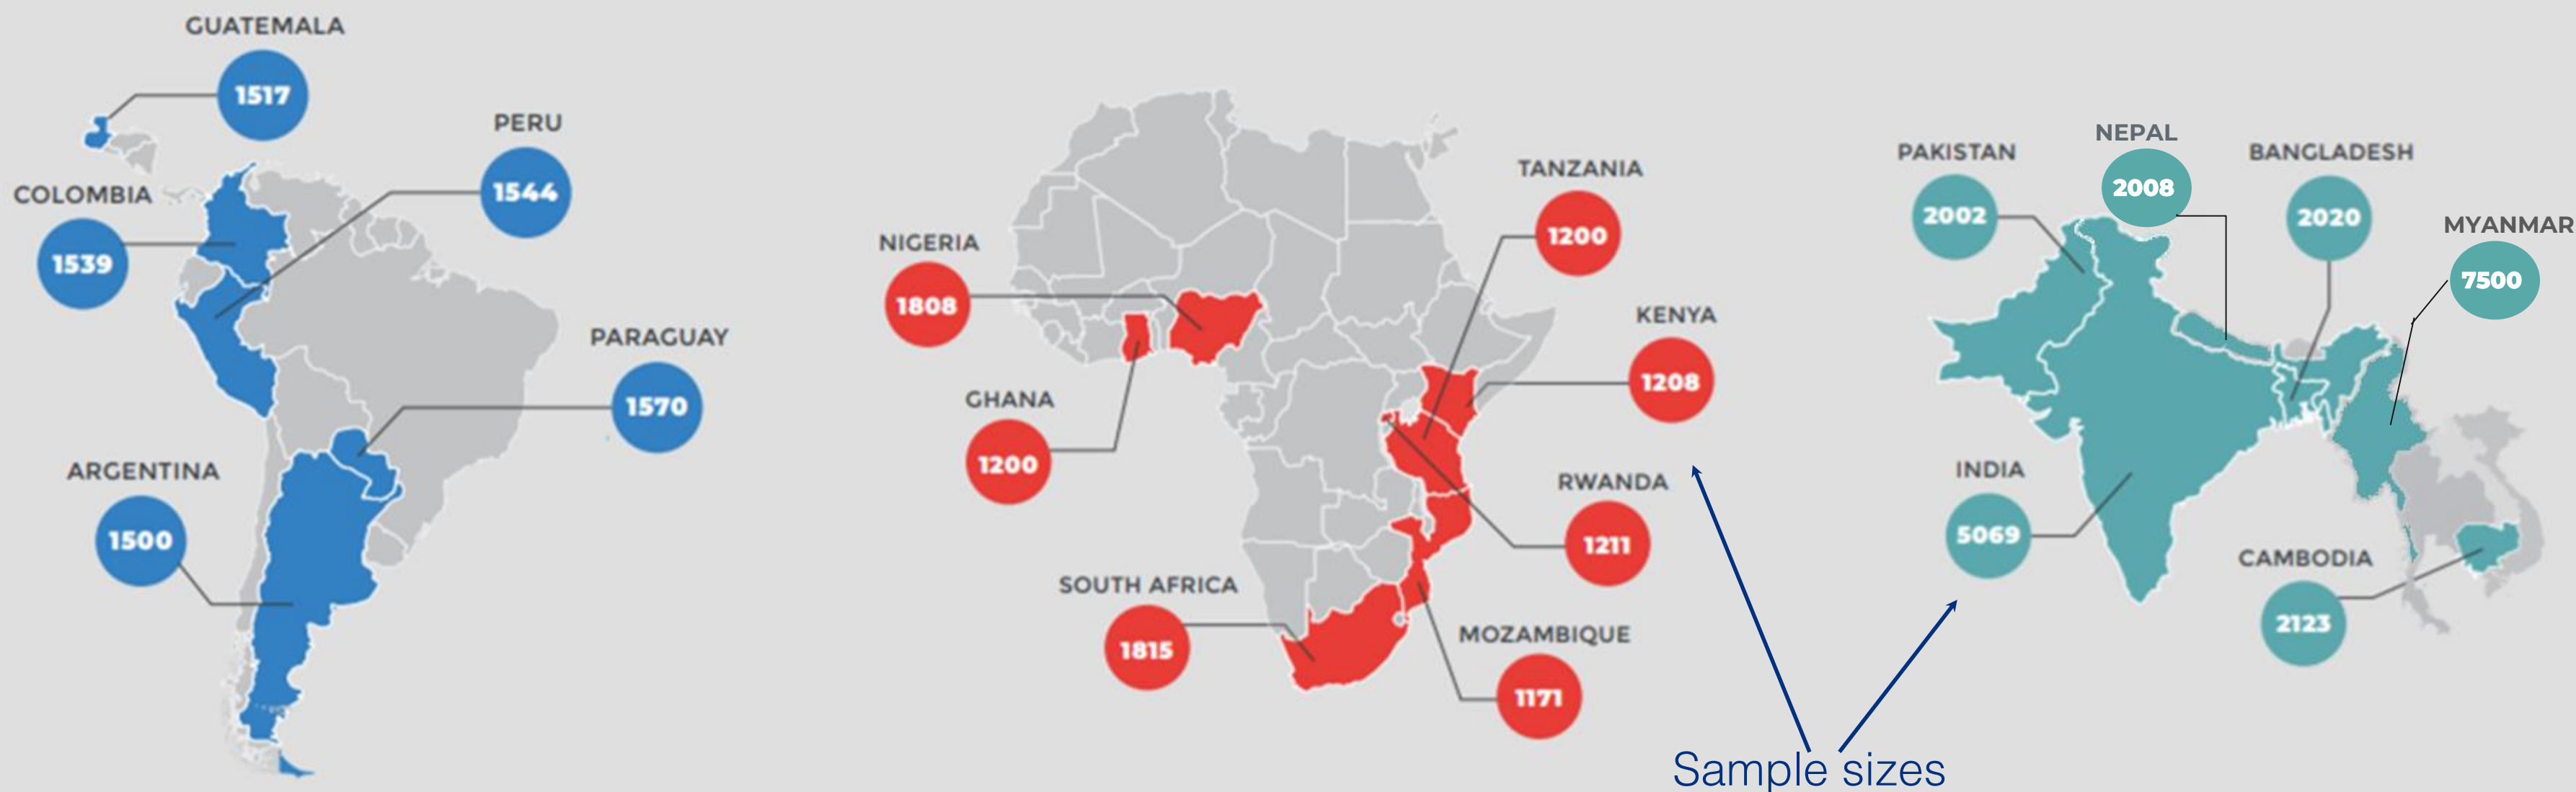 GUATEMALA
1517
PERU
1544
COLOMBIA
1539
PARAGUAY
1570
ARGENTINA
1500
TANZANIA
1200
NIGERIA
1808
KENYA
1208
GHANA
1200
RWANDA
1211
SOUTH AFRICA
1815
MOZAMBIQUE
1171
NEPAL
2008
PAKISTAN
2002
BANGLADESH
2020
MYANMAR
7500
INDIA
5069
CAMBODIA
2123
Sample sizes